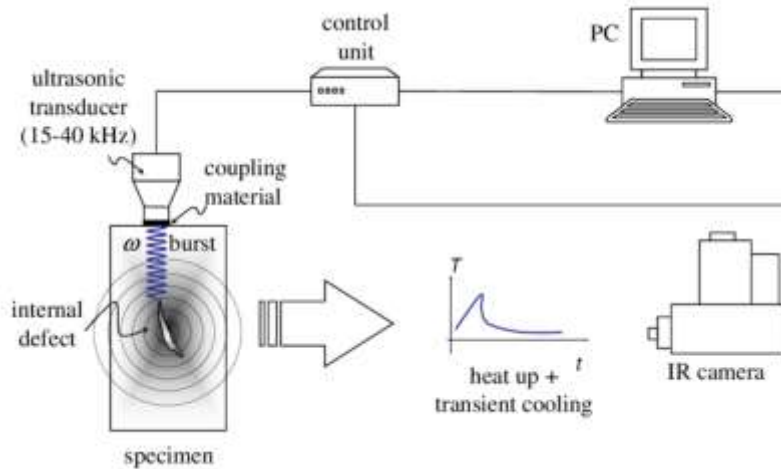 control
unit
PC
ultrasonic
transducer
(15-40 kHz)
coupling
material
ω burst
internal
defect
T
t
heat up +
transient cooling
IR camera
specimen